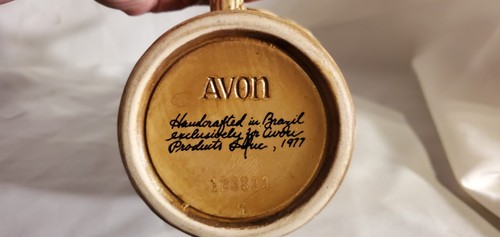 AVON
Handcrafted in Brazil
exclusively for Avon
Products Inc., 1977